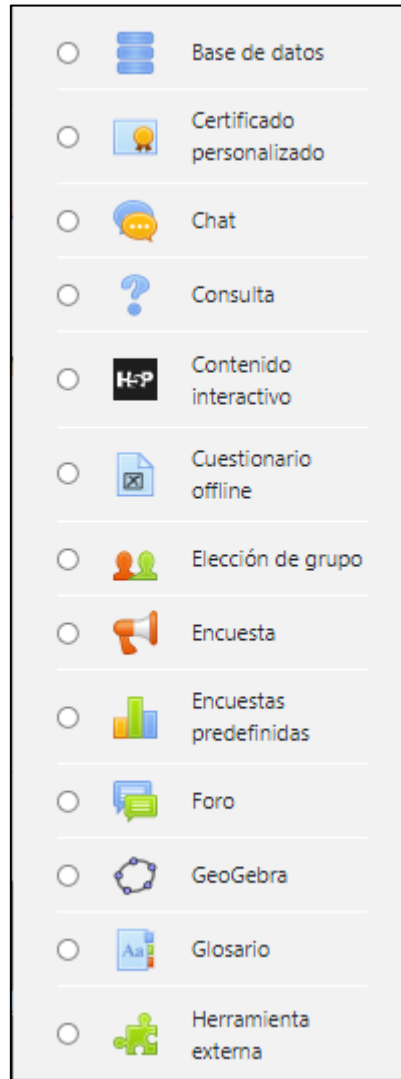 Base de datos
Certificado
personalizado
Chat
Consulta
H5P
Contenido
interactivo
Cuestionario
offline
Elección de grupo
Encuesta
Encuestas
predefinidas
Foro
GeoGebra
Aa
Glosario
Herramienta
externa